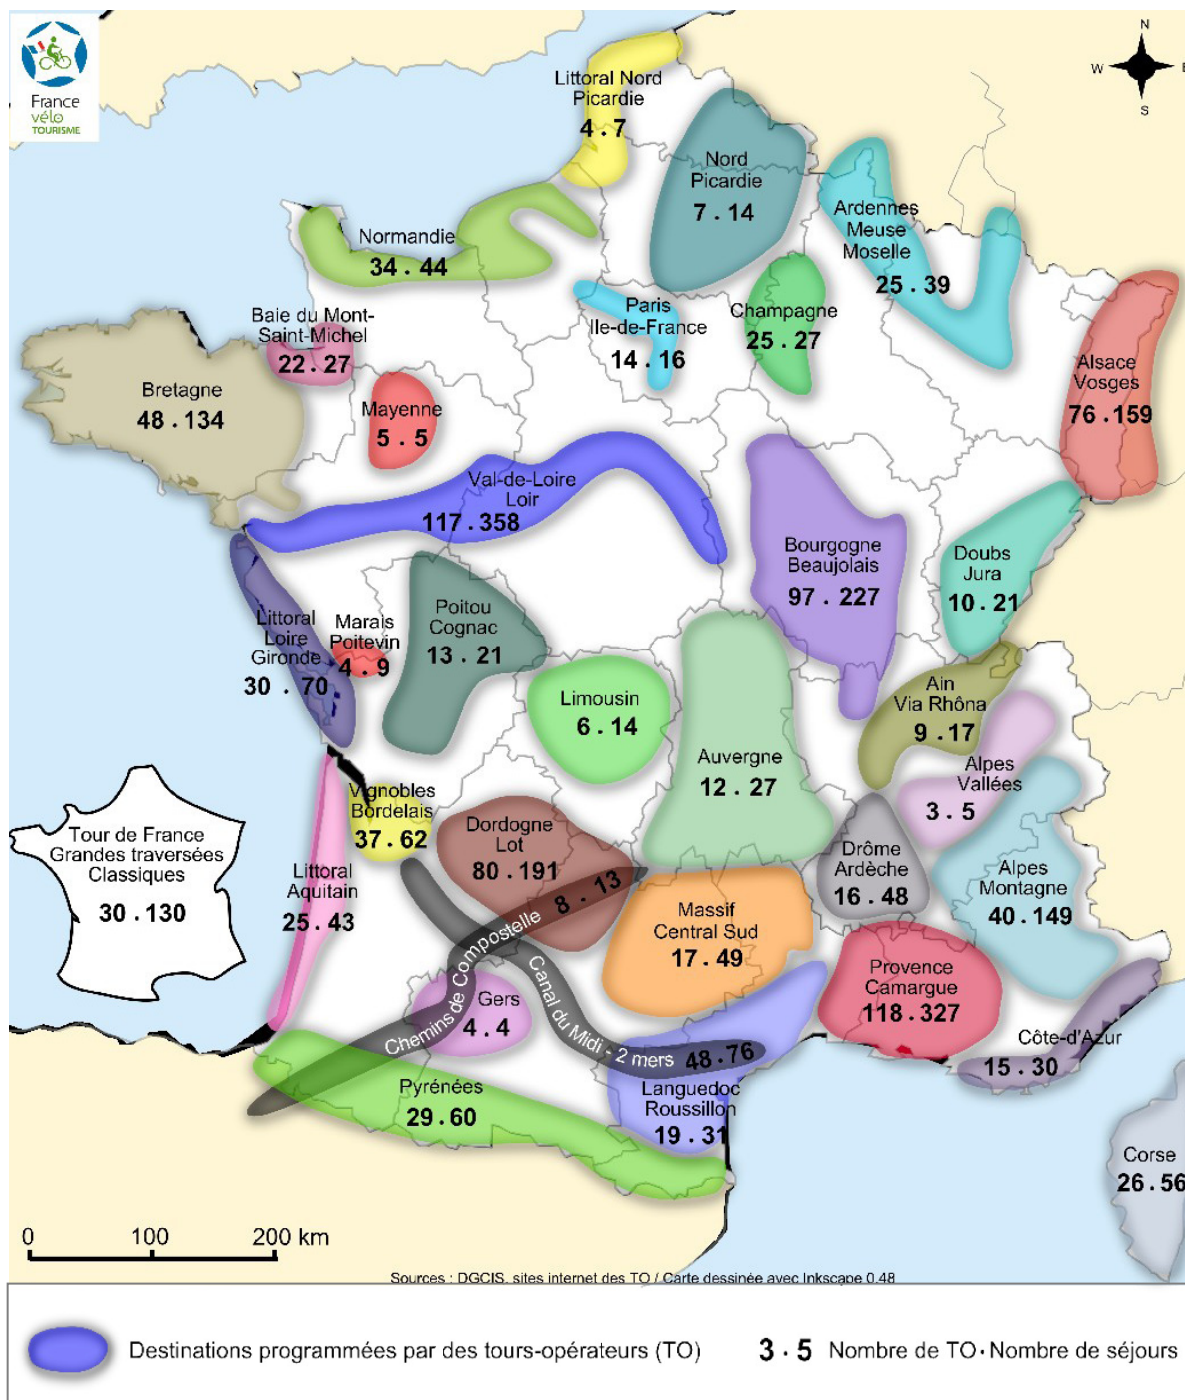 France
vélo
TOURISME
N
W
E
S
Littoral Nord
Picardie
4 . 7
Nord
Picardie
7 . 14
Ardennes
Meuse
Moselle
25 . 39
Normandie
34 . 44
Paris
Ile-de-France
14 . 16
Champagne
25 . 27
Baie du Mont-
Saint-Michel
22 . 27
Alsace
Vosges
76 . 159
Bretagne
48 . 134
Mayenne
5 . 5
Val-de-Loire
Loir
117 . 358
Bourgogne
Beaujolais
97 . 227
Doubs
Jura
10 . 21
Littoral
Loire
Gironde
30 . 70
Marais
Poitevin
4 . 9
Poitou
Cognac
13 . 21
Limousin
6 . 14
Auvergne
12 . 27
Ain
Via Rhôna
9 . 17
Alpes
Vallées
3 . 5
Vignobles
Bordelais
37 . 62
Dordogne
Lot
80 . 191
Drôme
Ardèche
16 . 48
Alpes
Montagne
40 . 149
Tour de France
Grandes traversées
Classiques
30 . 130
Littoral
Aquitain
25 . 43
Chemins de Compostelle
8 . 13
Massif
Central Sud
17 . 49
Provence
Camargue
118 . 327
Gers
4 . 4
Canal du Midi - 2 mers
48 . 76
Côte-d'Azur
15 . 30
Pyrénées
29 . 60
Languedoc
Roussillon
19 . 31
Corse
26 . 56
0 100 200 km
Sources : DGCIS, sites internet des TO / Carte dessinée avec Inkscape 0.48
Destinations programmées par des tours-opérateurs (TO)
3 · 5 Nombre de TO · Nombre de séjours